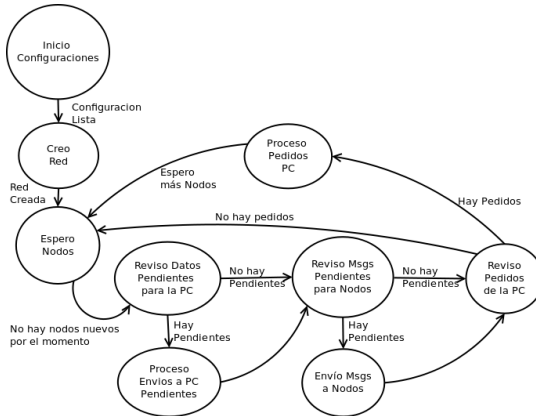 Inicio
Configuraciones
Configuracion
Lista
Creo
Red
Proceso
Pedidos
PC
Espero
más Nodos
Red
Creada
Hay Pedidos
No hay pedidos
Espero
Nodos
Reviso Datos
Pendientes
para la PC
No hay
Pendientes
Reviso Msgs
Pendientes
para Nodos
No hay
Pendientes
Reviso
Pedidos
de la PC
No hay nodos nuevos
por el momento
Hay
Pendientes
Hay
Pendientes
Proceso
Envios a PC
Pendientes
Envío Msgs
a Nodos